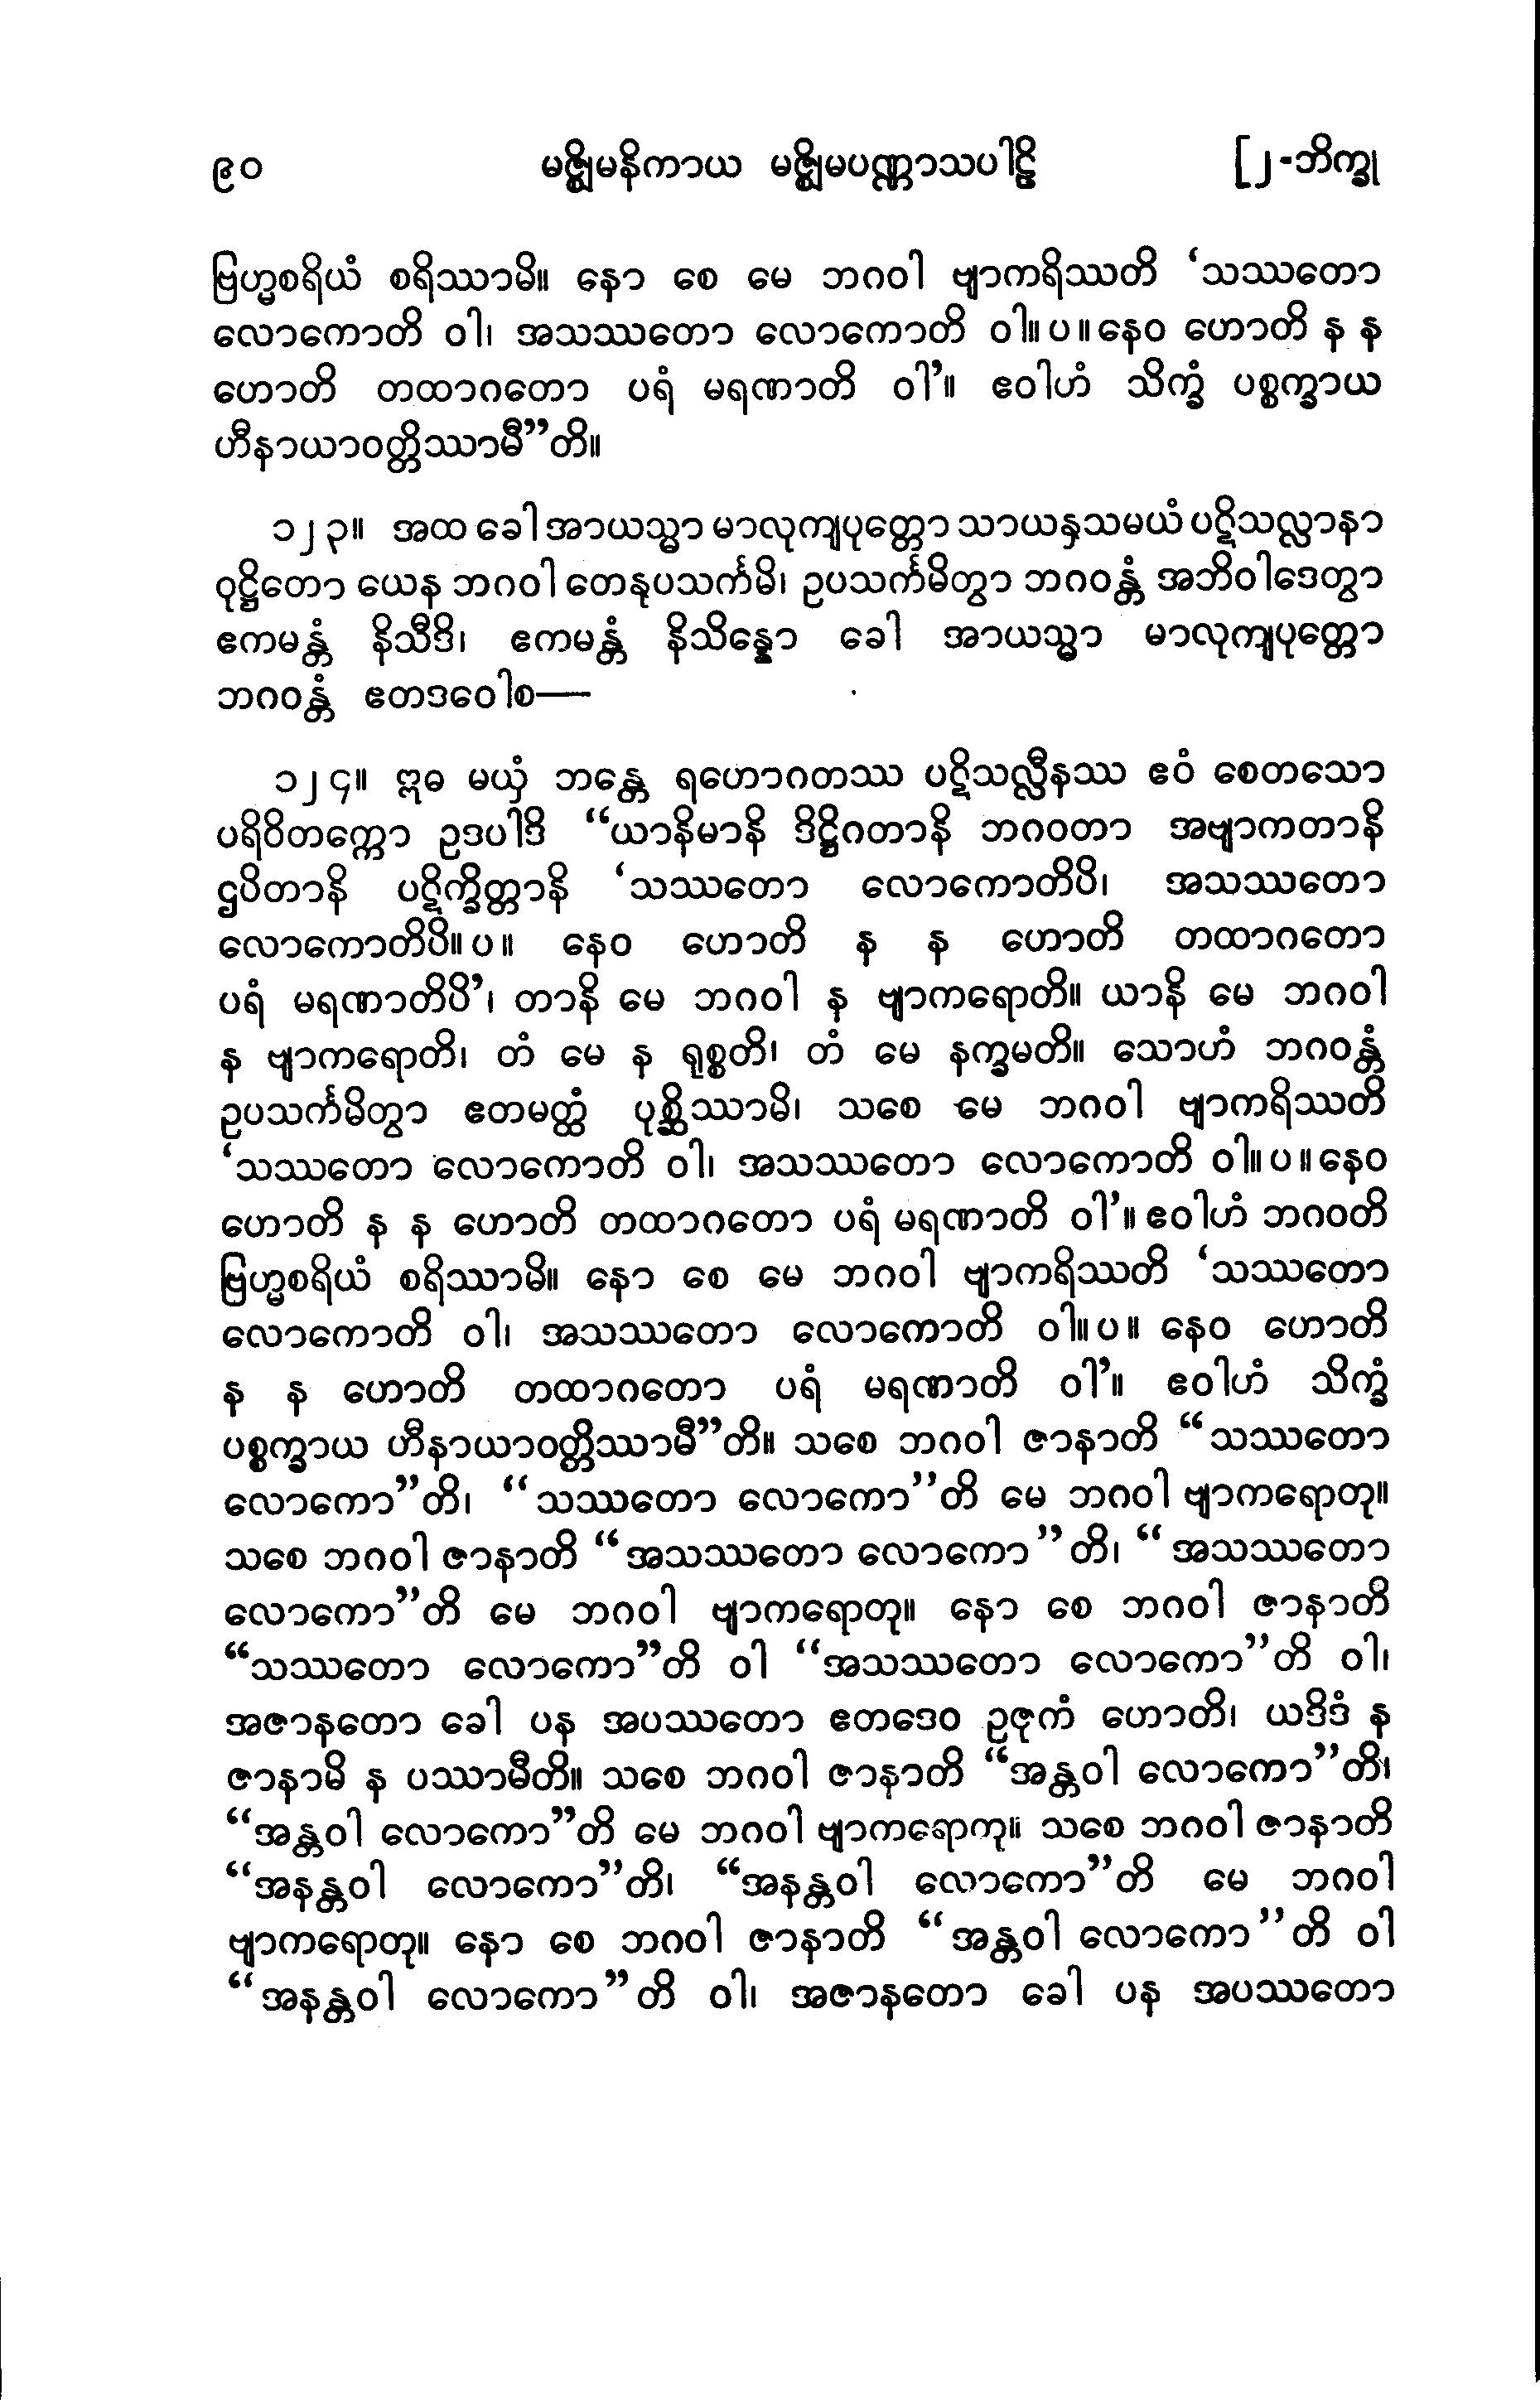 ၉၀ မဇ္ဈိမနိကာယ မဇ္ဈိမပဏ္ဏာသပါဠိ [၂-ဘိက္ခု
ဗြဟ္မစရိယံ စရိဿာမိ။ နော စေ မေ ဘဂဝါ ဗျာကရိဿတိ ‘သဿတော
လောကောတိ ဝါ၊ အသဿတော လောကောတိ ဝါ။ပ။နေဝ ဟောတိ န န
ဟောတိ တထာဂတော ပရံ မရဏာတိ ဝါ’။ ဧဝါဟံ သိက္ခံ ပစ္စက္ခာယ
ဟီနာယာဝတ္တိဿာမီ”တိ။
၁၂၃။ အထ ခေါ အာယသ္မာ မာလုကျပုတ္တော သာယနှသမယံ ပဋိသလ္လာနာ
ဝုဋ္ဌိတော ယေန ဘဂဝါ တေနုပသင်္ကမိ၊ ဥပသင်္ကမိတွာ ဘဂဝန္တံ အဘိဝါဒေတွာ
ဧကမန္တံ နိသီဒိ၊ ဧကမန္တံ နိသိန္နော ခေါ အာယသ္မာ မာလုကျပုတ္တော
ဘဂဝန္တံ ဧတဒဝေါစ—
၁၂၄။ ဣဓ မယှံ ဘန္တေ ရဟောဂတဿ ပဋိသလ္လီနဿ ဧဝံ စေတသော
ပရိဝိတက္ကော ဥဒပါဒိ “ယာနိမာနိ ဒိဋ္ဌိဂတာနိ ဘဂဝတာ အဗျာကတာနိ
ဌပိတာနိ ပဋိက္ခိတ္တာနိ ‘သဿတော လောကောတိပိ၊ အသဿတော
လောကောတိပိ။ပ။ နေဝ ဟောတိ န န ဟောတိ တထာဂတော
ပရံ မရဏာတိပိ’၊ တာနိ မေ ဘဂဝါ န ဗျာကရောတိ။ ယာနိ မေ ဘဂဝါ
န ဗျာကရောတိ၊ တံ မေ န ရုစ္စတိ၊ တံ မေ နက္ခမတိ။ သောဟံ ဘဂဝန္တံ
ဥပသင်္ကမိတွာ ဧတမတ္ထံ ပုစ္ဆိဿာမိ၊ သစေ မေ ဘဂဝါ ဗျာကရိဿတိ
‘သဿတော လောကောတိ ဝါ၊ အသဿတော လောကောတိ ဝါ။ပ။နေဝ
ဟောတိ န န ဟောတိ တထာဂတော ပရံ မရဏာတိ ဝါ’။ ဧဝါဟံ ဘဂဝတိ
ဗြဟ္မစရိယံ စရိဿာမိ။ နော စေ မေ ဘဂဝါ ဗျာကရိဿတိ ‘သဿတော
လောကောတိ ဝါ၊ အသဿတော လောကောတိ ဝါ။ပ။ နေဝ ဟောတိ
န န ဟောတိ တထာဂတော ပရံ မရဏာတိ ဝါ’။ ဧဝါဟံ သိက္ခံ
ပစ္စက္ခာယ ဟီနာယာဝတ္တိဿာမီ”တိ။ သစေ ဘဂဝါ ဇာနာတိ “သဿတော
လောကော”တိ၊ “သဿတော လောကော”တိ မေ ဘဂဝါ ဗျာကရောတု။
သစေ ဘဂဝါ ဇာနာတိ “အသဿတော လောကော”တိ၊ “အသဿတော
လောကော”တိ မေ ဘဂဝါ ဗျာကရောတု။ နော စေ ဘဂဝါ ဇာနာတိ
“သဿတော လောကော”တိ ဝါ “အသဿတော လောကော”တိ ဝါ၊
အဇာနတော ခေါ ပန အပဿတော ဧတဒေဝ ဥဇုကံ ဟောတိ၊ ယဒိဒံ န
ဇာနာမိ န ပဿာမီတိ။ သစေ ဘဂဝါ ဇာနာတိ “အန္တဝါ လောကော”တိ၊
“အန္တဝါ လောကော”တိ မေ ဘဂဝါ ဗျာကရောကု။ သစေ ဘဂဝါ ဇာနာတိ
“အနန္တဝါ လောကော”တိ၊ “အနန္တဝါ လောကော”တိ မေ ဘဂဝါ
ဗျာကရောတု။ နော စေ ဘဂဝါ ဇာနာတိ “အန္တဝါ လောကော”တိ ဝါ
“အနန္တဝါ လောကော”တိ ဝါ၊ အဇာနတော ခေါ ပန အပဿတော